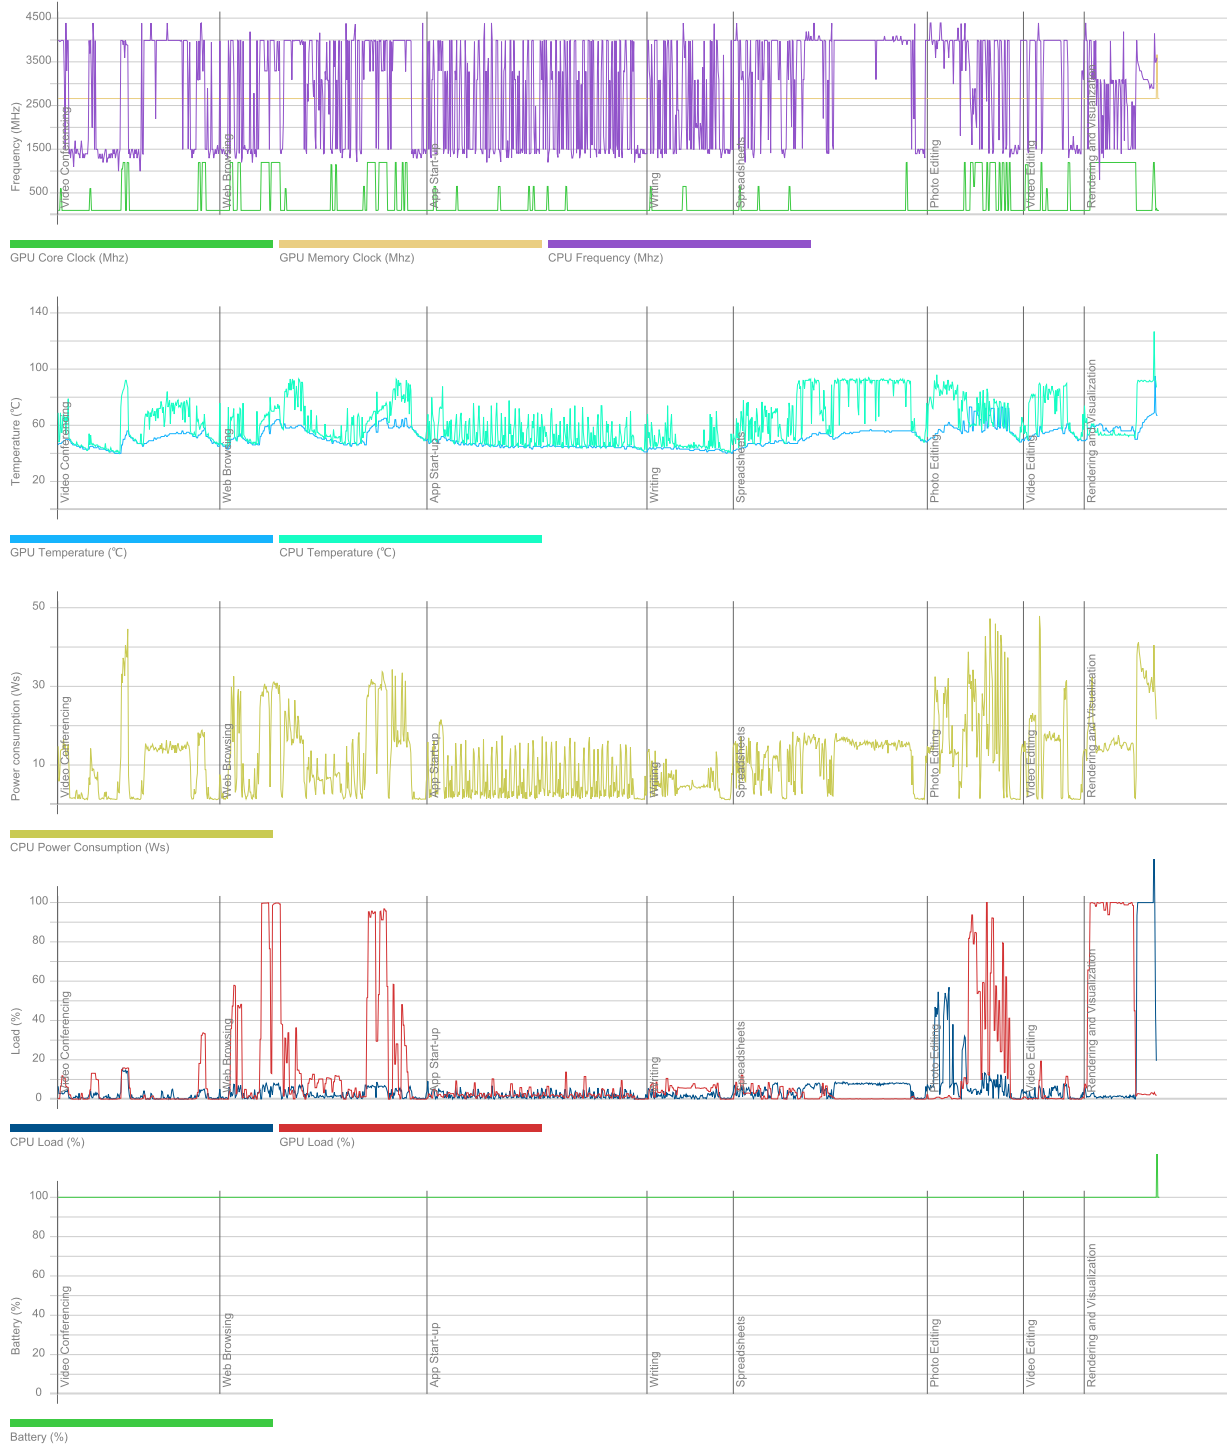 4500
3500
2500
1500
500
Frequency (MHz)
Video Conferencing
Web Browsing
App Start-up
Writing
Spreadsheets
Photo Editing
Video Editing
Rendering and Visualization
GPU Core Clock (Mhz)
GPU Memory Clock (Mhz)
CPU Frequency (Mhz)
140
100
60
20
Temperature (°C)
Video Conferencing
Web Browsing
App Start-up
Writing
Spreadsheets
Photo Editing
Video Editing
Rendering and Visualization
GPU Temperature (°C)
CPU Temperature (°C)
50
30
10
Power consumption (Ws)
Video Conferencing
Web Browsing
App Start-up
Writing
Spreadsheets
Photo Editing
Video Editing
Rendering and Visualization
CPU Power Consumption (Ws)
100
80
60
40
20
0
Load (%)
Video Conferencing
Web Browsing
App Start-up
Writing
Spreadsheets
Photo Editing
Video Editing
Rendering and Visualization
CPU Load (%)
GPU Load (%)
100
80
60
40
20
0
Battery (%)
Video Conferencing
Web Browsing
App Start-up
Writing
Spreadsheets
Photo Editing
Video Editing
Rendering and Visualization
Battery (%)